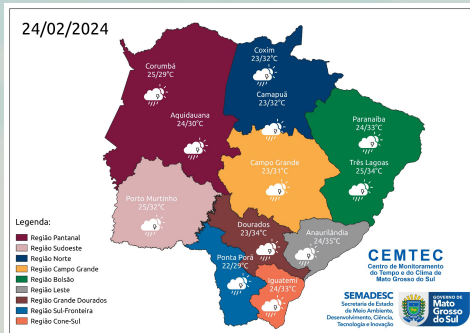 24/02/2024
Corumbá
25/29°C
Aquidauana
24/30°C
Coxim
23/32°C
Camapuã
23/32°C
Paranaíba
24/33°C
Três Lagoas
25/34°C
Campo Grande
23/31°C
Porto Murtinho
25/32°C
Dourados
23/34°C
Anaurilândia
24/35°C
Ponta Porã
22/29°C
Iguatemi
24/33°C
Legenda:
Região Pantanal
Região Sudoeste
Região Norte
Região Campo Grande
Região Bolsão
Região Leste
Região Grande Dourados
Região Sul-Fronteira
Região Cone-Sul
CEMTEC
Centro de Monitoramento
do Tempo e do Clima de
Mato Grosso do Sul
SEMADESC
Secretaria de Estado
de Meio Ambiente,
Desenvolvimento, Ciência,
Tecnologia e Inovação
GOVERNO DE
Mato
Grosso
do Sul